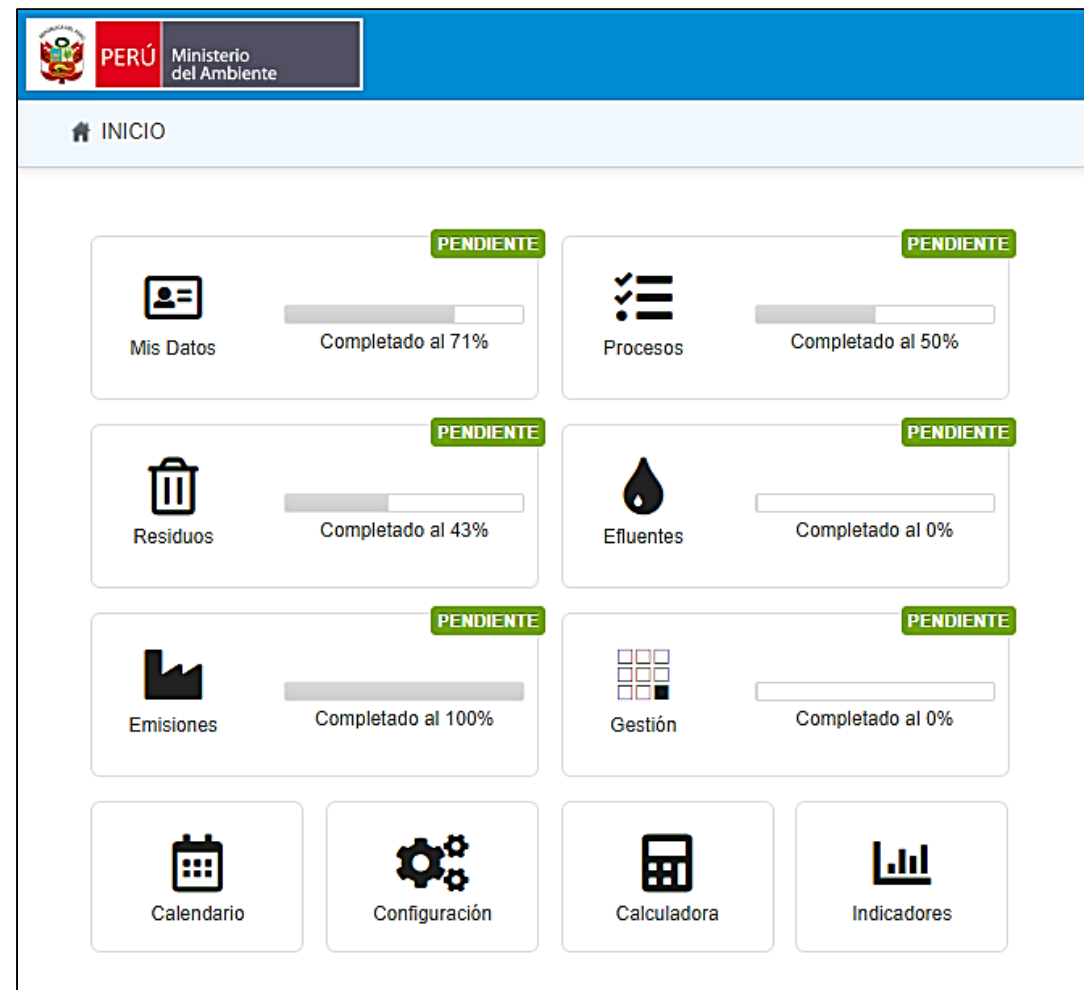 PERÚ
Ministerio
del Ambiente
INICIO
PENDIENTE
Mis Datos
Completado al 71%
PENDIENTE
Procesos
Completado al 50%
PENDIENTE
Residuos
Completado al 43%
PENDIENTE
Efluentes
Completado al 0%
PENDIENTE
Emisiones
Completado al 100%
PENDIENTE
Gestión
Completado al 0%
Calendario
Configuración
Calculadora
Indicadores